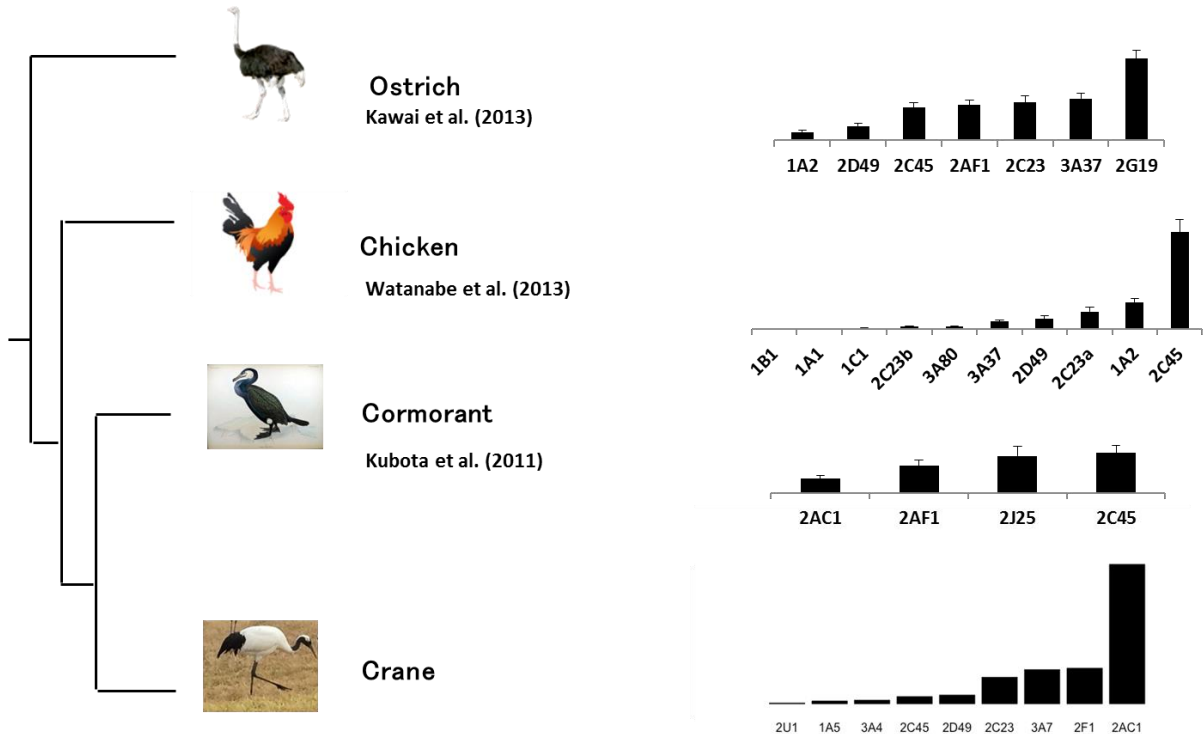 Ostrich
Kawai et al. (2013)
1A2 2D49 2C45 2AF1 2C23 3A37 2G19
Chicken
Watanabe et al. (2013)
1B1 1A1 1C1 2C23b 3A80 3A37 2D49 2C23a 1A2 2C45
Cormorant
Kubota et al. (2011)
2AC1 2AF1 2J25 2C45
Crane
2U1 1A5 3A4 2C45 2D49 2C23 3A7 2F1 2AC1